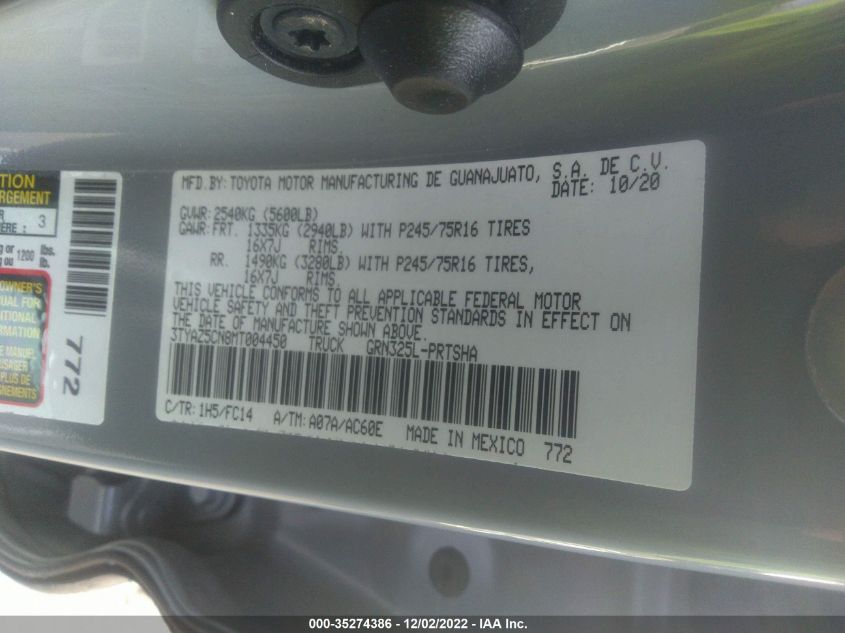 MFD.BY: TOYOTA MOTOR MANUFACTURING DE GUANAJUATO, S.A. DE C.V.
DATE: 10/20
GVWR: 2540KG (5600LB)
GAWR: FRT. 1335KG (2940LB) WITH P245/75R16 TIRES
16X7J RIMS
RR. 1490KG (3280LB) WITH P245/75R16 TIRES,
16X7J RIMS.
THIS VEHICLE CONFORMS TO ALL APPLICABLE FEDERAL MOTOR
VEHICLE SAFETY AND THEFT PREVENTION STANDARDS IN EFFECT ON
THE DATE OF MANUFACTURE SHOWN ABOVE.
3TYAZ5CN8MT004450 TRUCK GRN325L-PRTSHA
C/TR: 1H5/FC14 A/TM: A07A/AC60E MADE IN MEXICO 772
3
g or 1200 lbs.
ou lb.
772
000-35274386 - 12/02/2022 - IAA Inc.